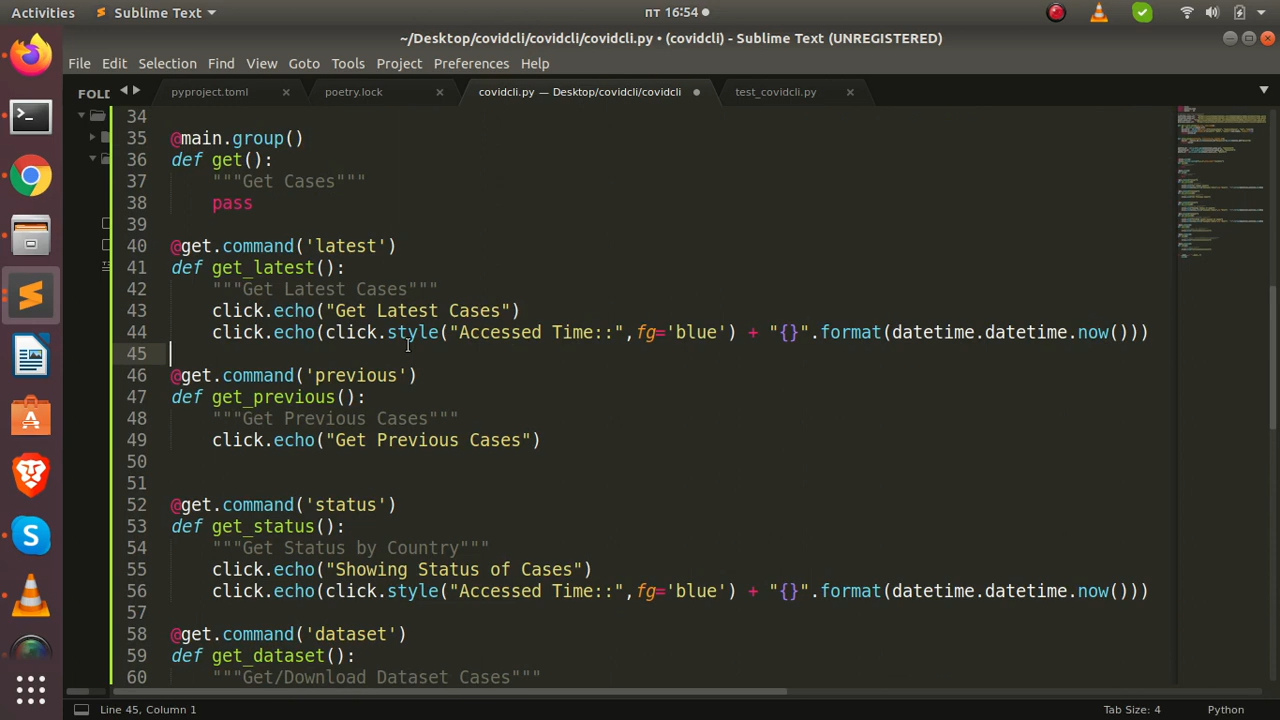 Activities
Sublime Text
пт 16:54
~/Desktop/covidcli/covidcli/covidcli.py • (covidcli) - Sublime Text (UNREGISTERED)
File Edit Selection Find View Goto Tools Project Preferences Help
FOLD
pyproject.toml
poetry.lock
covidcli.py — Desktop/covidcli/covidcli
test_covidcli.py
34
35 @main.group()
36 def get():
37 """Get Cases"""
38 pass
39
40 @get.command('latest')
41 def get_latest():
42 """Get Latest Cases"""
43 click.echo("Get Latest Cases")
44 click.echo(click.style("Accessed Time::",fg='blue') + "{}".format(datetime.datetime.now()))
45
46 @get.command('previous')
47 def get_previous():
48 """Get Previous Cases"""
49 click.echo("Get Previous Cases")
50
51
52 @get.command('status')
53 def get_status():
54 """Get Status by Country"""
55 click.echo("Showing Status of Cases")
56 click.echo(click.style("Accessed Time::",fg='blue') + "{}".format(datetime.datetime.now()))
57
58 @get.command('dataset')
59 def get_dataset():
60 """Get/Download Dataset Cases"""
Line 45, Column 1
Tab Size: 4
Python